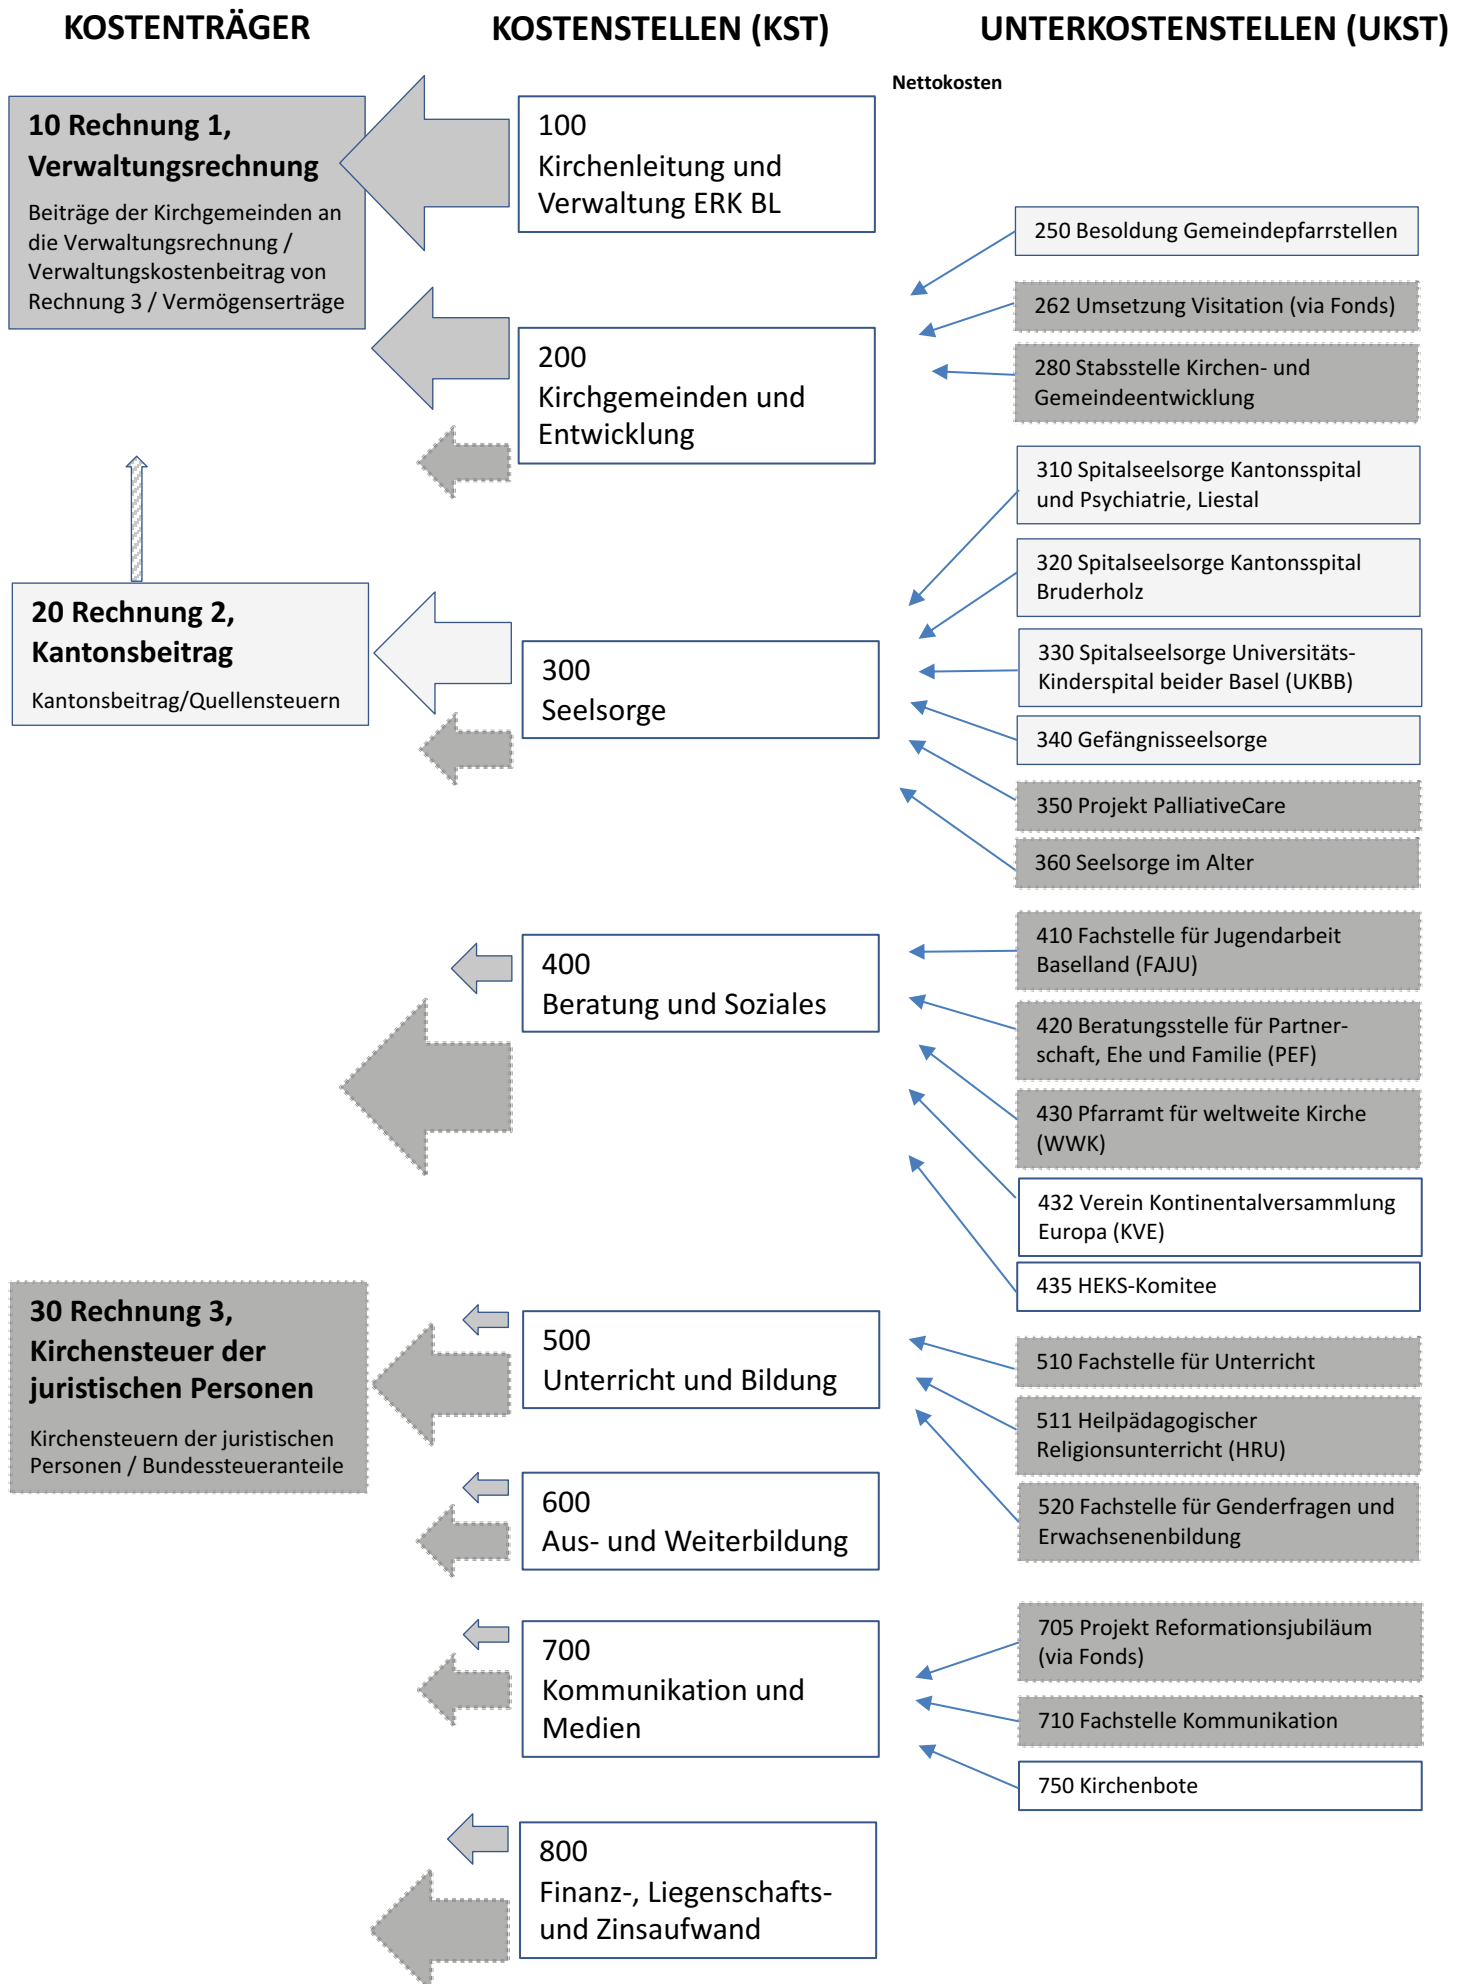 KOSTENTRÄGER
KOSTENSTELLEN (KST)
UNTERKOSTENSTELLEN (UKST)
Nettokosten
10 Rechnung 1,
Verwaltungsrechnung
Beiträge der Kirchgemeinden an
die Verwaltungsrechnung /
Verwaltungskostenbeitrag von
Rechnung 3 / Vermögenserträge
20 Rechnung 2,
Kantonsbeitrag
Kantonsbeitrag/Quellensteuern
30 Rechnung 3,
Kirchensteuer der
juristischen Personen
Kirchensteuern der juristischen
Personen / Bundessteueranteile
100
Kirchenleitung und
Verwaltung ERK BL
200
Kirchgemeinden und
Entwicklung
300
Seelsorge
400
Beratung und Soziales
500
Unterricht und Bildung
600
Aus- und Weiterbildung
700
Kommunikation und
Medien
800
Finanz-, Liegenschafts-
und Zinsaufwand
250 Besoldung Gemeindepfarrstellen
262 Umsetzung Visitation (via Fonds)
280 Stabsstelle Kirchen- und
Gemeindeentwicklung
310 Spitalseelsorge Kantonsspital
und Psychiatrie, Liestal
320 Spitalseelsorge Kantonsspital
Bruderholz
330 Spitalseelsorge Universitäts-
Kinderspital beider Basel (UKBB)
340 Gefängnisseelsorge
350 Projekt PalliativeCare
360 Seelsorge im Alter
410 Fachstelle für Jugendarbeit
Baselland (FAJU)
420 Beratungsstelle für Partner-
schaft, Ehe und Familie (PEF)
430 Pfarramt für weltweite Kirche
(WWK)
432 Verein Kontinentalversammlung
Europa (KVE)
435 HEKS-Komitee
510 Fachstelle für Unterricht
511 Heilpädagogischer
Religionsunterricht (HRU)
520 Fachstelle für Genderfragen und
Erwachsenenbildung
705 Projekt Reformationsjubiläum
(via Fonds)
710 Fachstelle Kommunikation
750 Kirchenbote